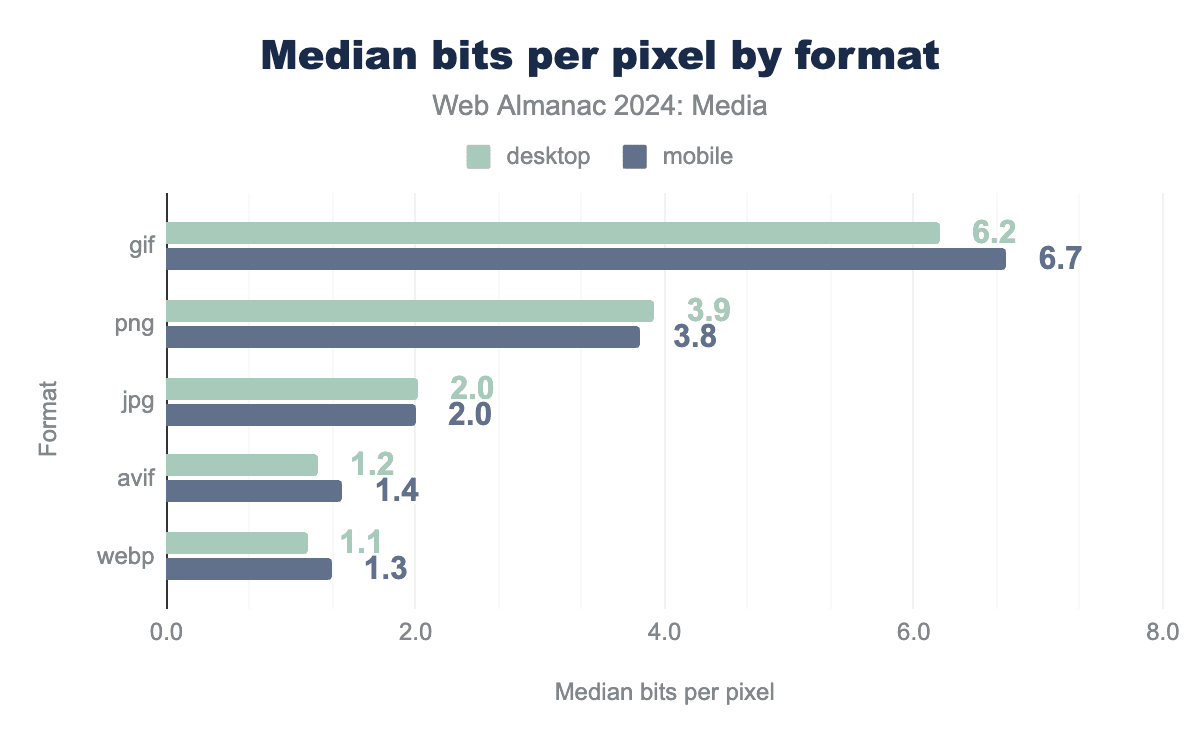 Median bits per pixel by format
Web Almanac 2024: Media
desktop mobile
gif 6.2
6.7
png 3.9
3.8
jpg 2.0
2.0
avif 1.2
1.4
webp 1.1
1.3
Format
0.0 2.0 4.0 6.0 8.0
Median bits per pixel